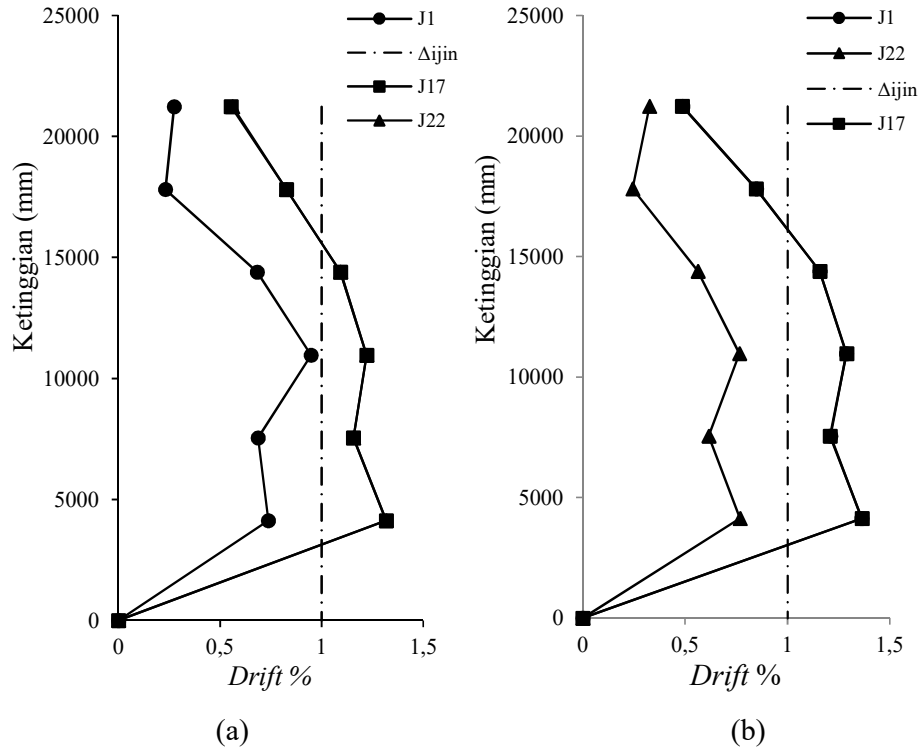 25000
20000
15000
10000
5000
0
Ketinggian (mm)
0
0,5
1
1,5
Drift %
J1
Δijin
J17
J22
(a)
25000
20000
15000
10000
5000
0
Ketinggian (mm)
0
0,5
1
1,5
Drift %
J1
J22
Δijin
J17
(b)